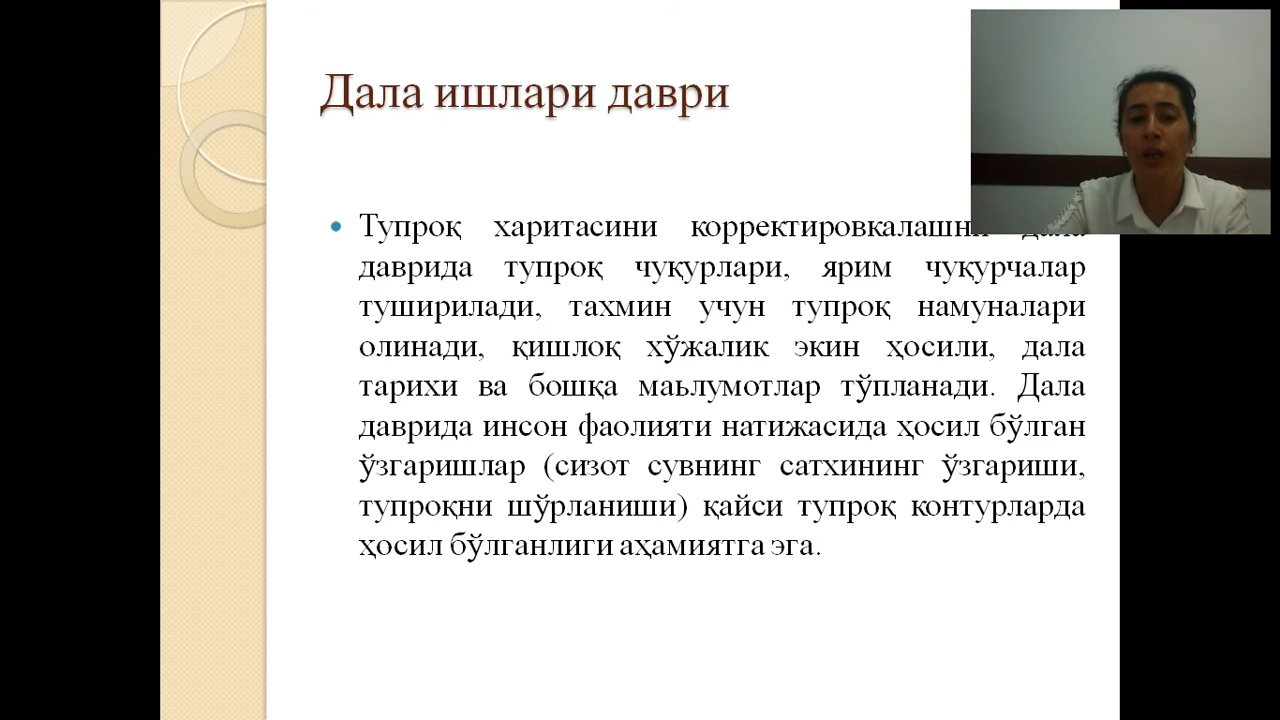 Дала ишлари даври
• Тупроқ харитасини корректировкалашни дала
даврида тупроқ чуқурлари, ярим чуқурчалар
туширилади, тахмин учун тупроқ намуналари
олинади, қишлоқ хўжалик экин ҳосили, дала
тарихи ва бошқа маьлумотлар тўпланади. Дала
даврида инсон фаолияти натижасида ҳосил бўлган
ўзгаришлар (сизот сувнинг сатхининг ўзгариши,
тупроқни шўрланиши) қайси тупроқ контурларда
ҳосил бўлганлиги аҳамиятга эга.